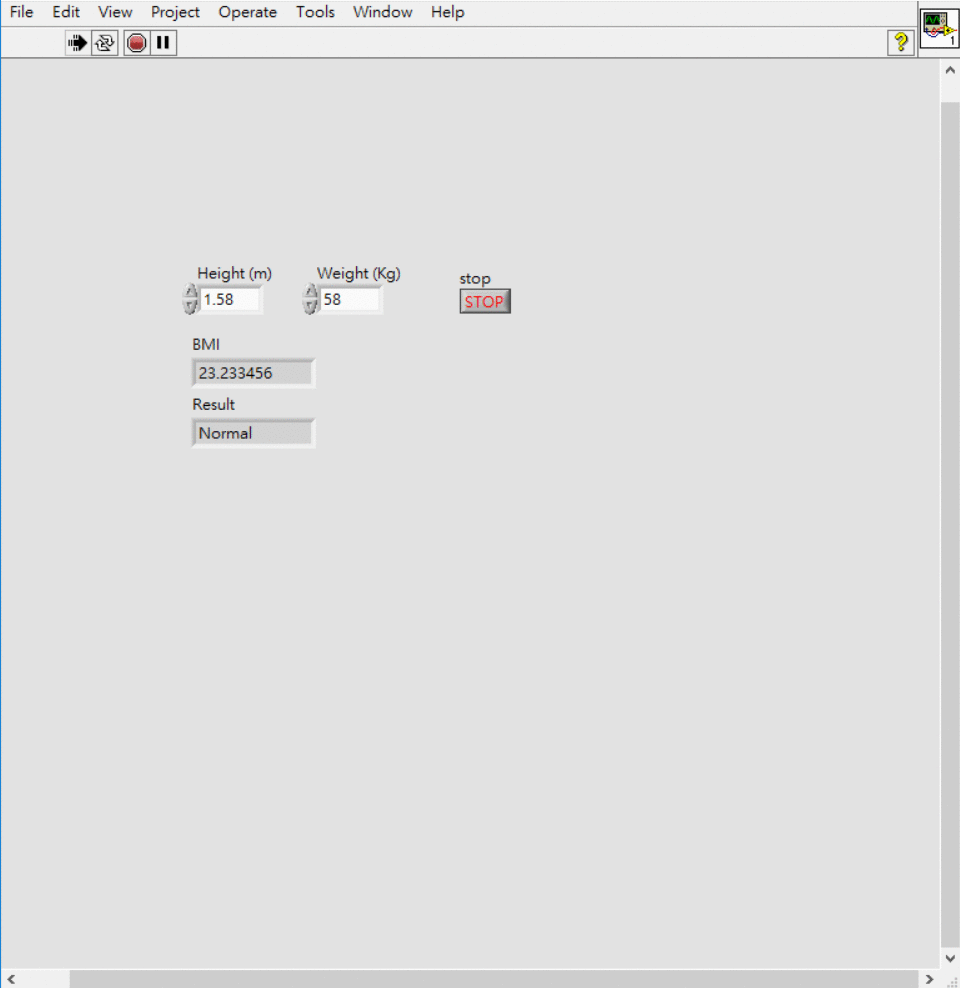 File Edit View Project Operate Tools Window Help
?
1
Height (m) Weight (Kg) stop
1.58 58 STOP
BMI
23.233456
Result
Normal